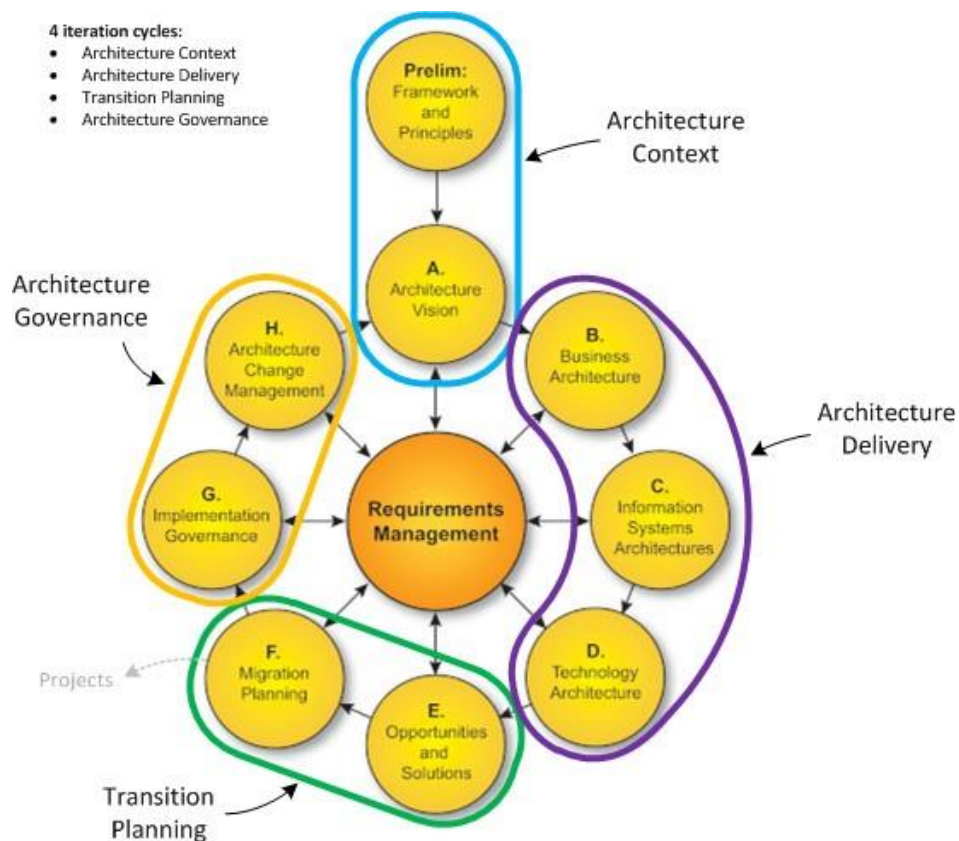 4 iteration cycles:
• Architecture Context
• Architecture Delivery
• Transition Planning
• Architecture Governance
Prelim:
Framework
and
Principles
Architecture
Context
A.
Architecture
Vision
Architecture
Governance
H.
Architecture
Change
Management
B.
Business
Architecture
Architecture
Delivery
G.
Implementation
Governance
Requirements
Management
C.
Information
Systems
Architectures
F.
Migration
Planning
Projects
D.
Technology
Architecture
E.
Opportunities
and
Solutions
Transition
Planning